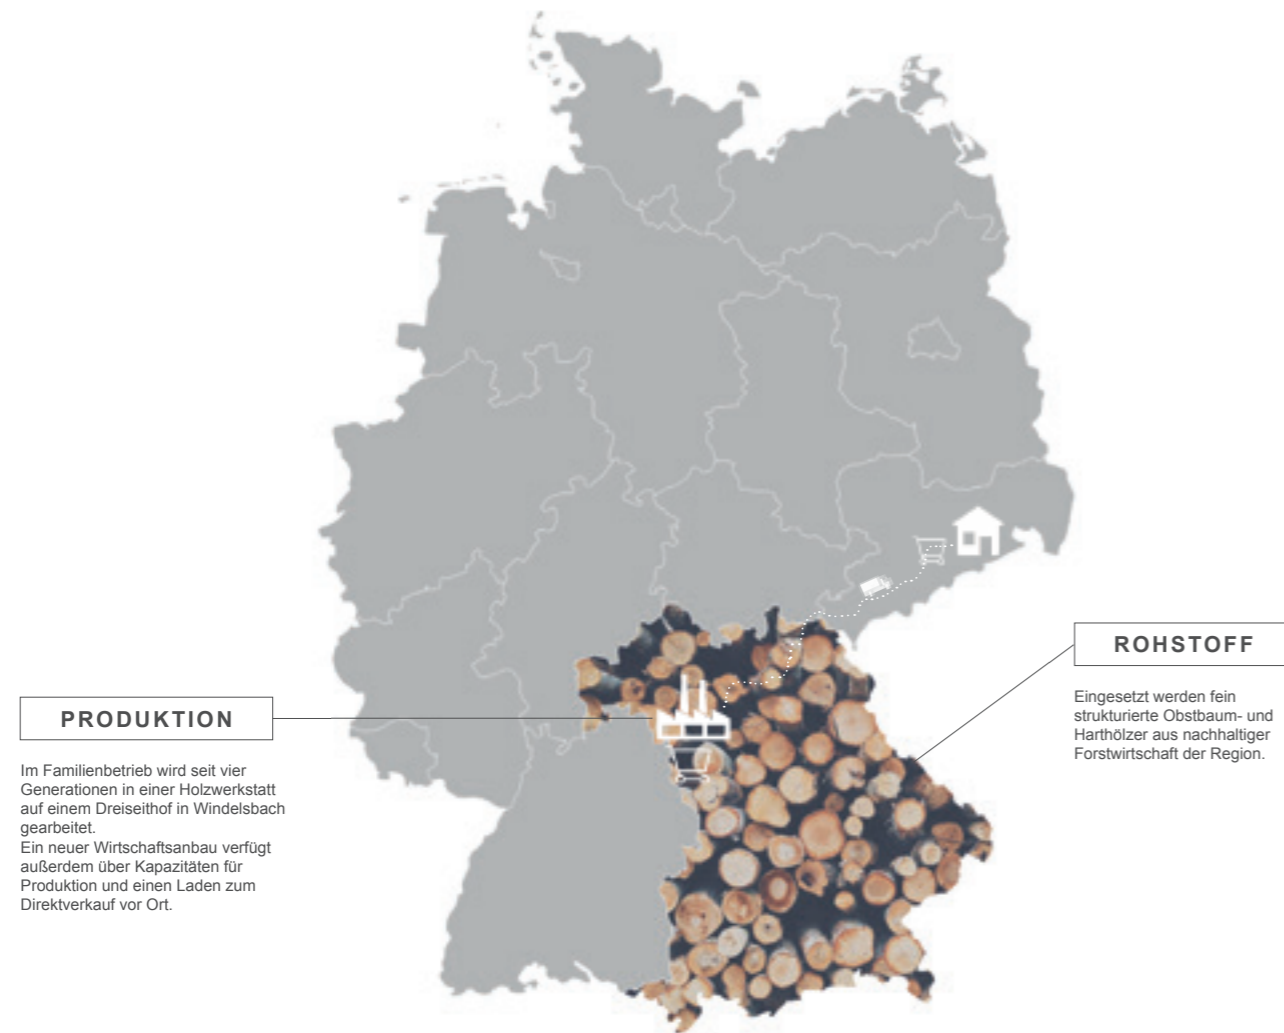 ROHSTOFF
Eingesetzt werden fein
strukturierte Obstbaum- und
Harthölzer aus nachhaltiger
Forstwirtschaft der Region.
PRODUKTION
Im Familienbetrieb wird seit vier
Generationen in einer Holzwerkstatt
auf einem Dreiseithof in Windelsbach
gearbeitet.
Ein neuer Wirtschaftsanbau verfügt
außerdem über Kapazitäten für
Produktion und einen Laden zum
Direktverkauf vor Ort.